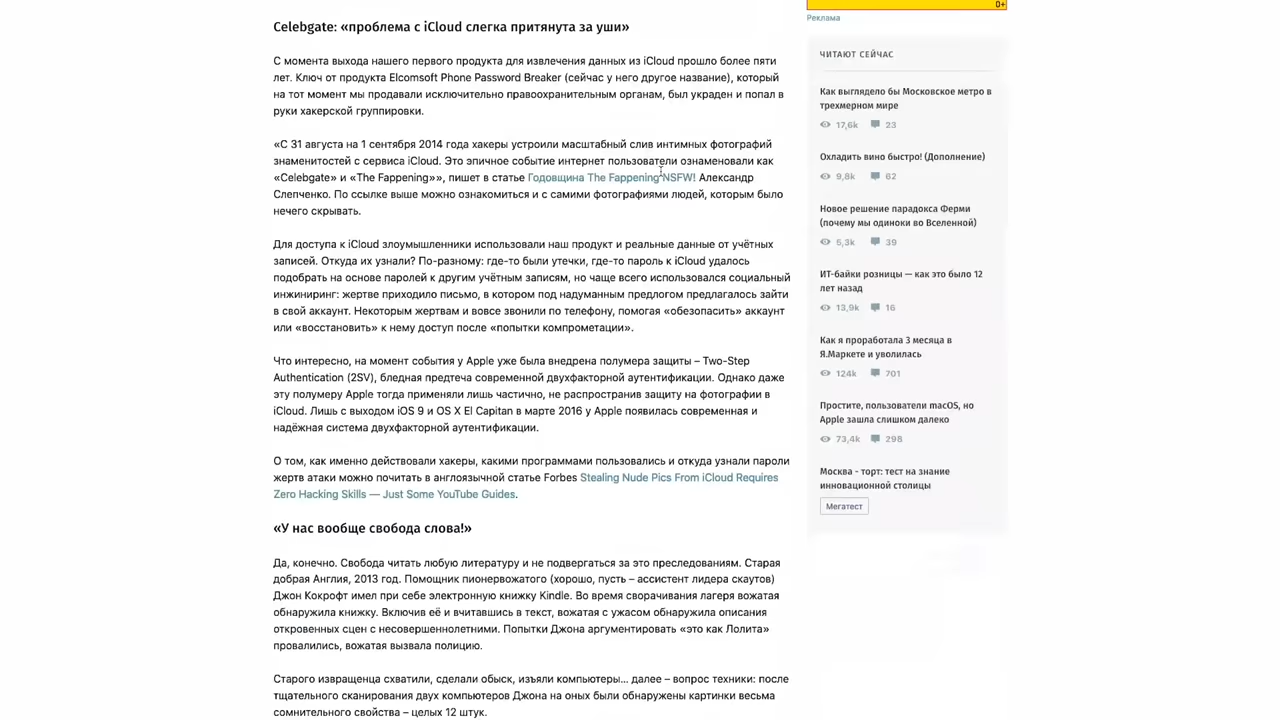 Celebgate: «проблема с iCloud слегка притянута за уши»
С момента выхода нашего первого продукта для извлечения данных из iCloud прошло более пяти
лет. Ключ от продукта Elcomsoft Phone Password Breaker (сейчас у него другое название), который
на тот момент мы продавали исключительно правоохранительным органам, был украден и попал в
руки хакерской группировки.
«С 31 августа на 1 сентября 2014 года хакеры устроили масштабный слив интимных фотографий
знаменитостей с сервиса iCloud. Это эпичное событие интернет пользователи ознаменовали как
«Celebgate» и «The Fappening»», пишет в статье Годовщина The Fappening NSFW! Александр
Слепченко. По ссылке выше можно ознакомиться и с самими фотографиями людей, которым было
нечего скрывать.
Для доступа к iCloud злоумышленники использовали наш продукт и реальные данные от учётных
записей. Откуда их узнали? По-разному: где-то были утечки, где-то пароль к iCloud удалось
подобрать на основе паролей к другим учётным записям, но чаще всего использовался социальный
инжиниринг: жертве приходило письмо, в котором под надуманным предлогом предлагалось зайти
в свой аккаунт. Некоторым жертвам и вовсе звонили по телефону, помогая «обезопасить» аккаунт
или «восстановить» к нему доступ после «попытки компрометации».
Что интересно, на момент события у Apple уже была внедрена полумера защиты – Two-Step
Authentication (2SV), бледная предтеча современной двухфакторной аутентификации. Однако даже
эту полумеру Apple тогда применяли лишь частично, не распространив защиту на фотографии в
iCloud. Лишь с выходом iOS 9 и OS X El Capitan в марте 2016 у Apple появилась современная и
надёжная система двухфакторной аутентификации.
О том, как именно действовали хакеры, какими программами пользовались и откуда узнали пароли
жертв атаки можно почитать в англоязычной статье Forbes Stealing Nude Pics From iCloud Requires
Zero Hacking Skills — Just Some YouTube Guides.
«У нас вообще свобода слова!»
Да, конечно. Свобода читать любую литературу и не подвергаться за это преследованиям. Старая
добрая Англия, 2013 год. Помощник пионервожатого (хорошо, пусть – ассистент лидера скаутов)
Джон Кокрофт имел при себе электронную книжку Kindle. Во время сворачивания лагеря вожатая
обнаружила книжку. Включив её и вчитавшись в текст, вожатая с ужасом обнаружила описания
откровенных сцен с несовершеннолетними. Попытки Джона аргументировать «это как Лолита»
провалились, вожатая вызвала полицию.
Старого извращенца схватили, сделали обыск, изъяли компьютеры... далее – вопрос техники: после
тщательного сканирования двух компьютеров Джона на оных были обнаружены картинки весьма
сомнительного свойства – целых 12 штук.
0+
Реклама
ЧИТАЮТ СЕЙЧАС
Как выглядело бы Московское метро в
трехмерном мире
17,6k 23
Охладить вино быстро! (Дополнение)
9,8k 62
Новое решение парадокса Ферми
(почему мы одиноки во Вселенной)
5,3k 39
ИТ-байки розницы — как это было 12
лет назад
13,9k 16
Как я проработала 3 месяца в
Я.Маркете и уволилась
124k 701
Простите, пользователи macOS, но
Apple зашла слишком далеко
73,4k 298
Москва - торт: тест на знание
инновационной столицы
Мегатест